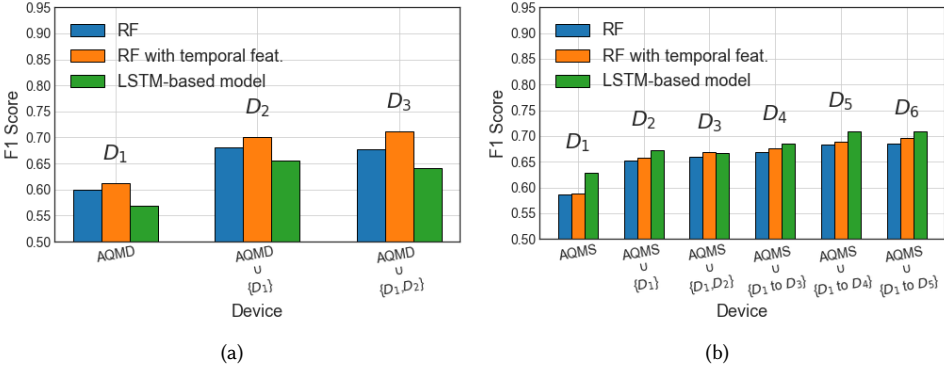 0.95
0.90
0.85
0.80
0.75
0.70
0.65
0.60
0.55
0.50
F1 Score
RF
RF with temporal feat.
LSTM-based model
D1
D2
D3
AQMD
AQMD
∪
{D1}
AQMD
∪
{D1,D2}
Device
(a)
0.95
0.90
0.85
0.80
0.75
0.70
0.65
0.60
0.55
0.50
F1 Score
RF
RF with temporal feat.
LSTM-based model
D1
D2
D3
D4
D5
D6
AQMS
AQMS
∪
{D1}
AQMS
∪
{D1,D2}
AQMS
∪
{D1 to D3}
AQMS
∪
{D1 to D4}
AQMS
∪
{D1 to D5}
Device
(b)